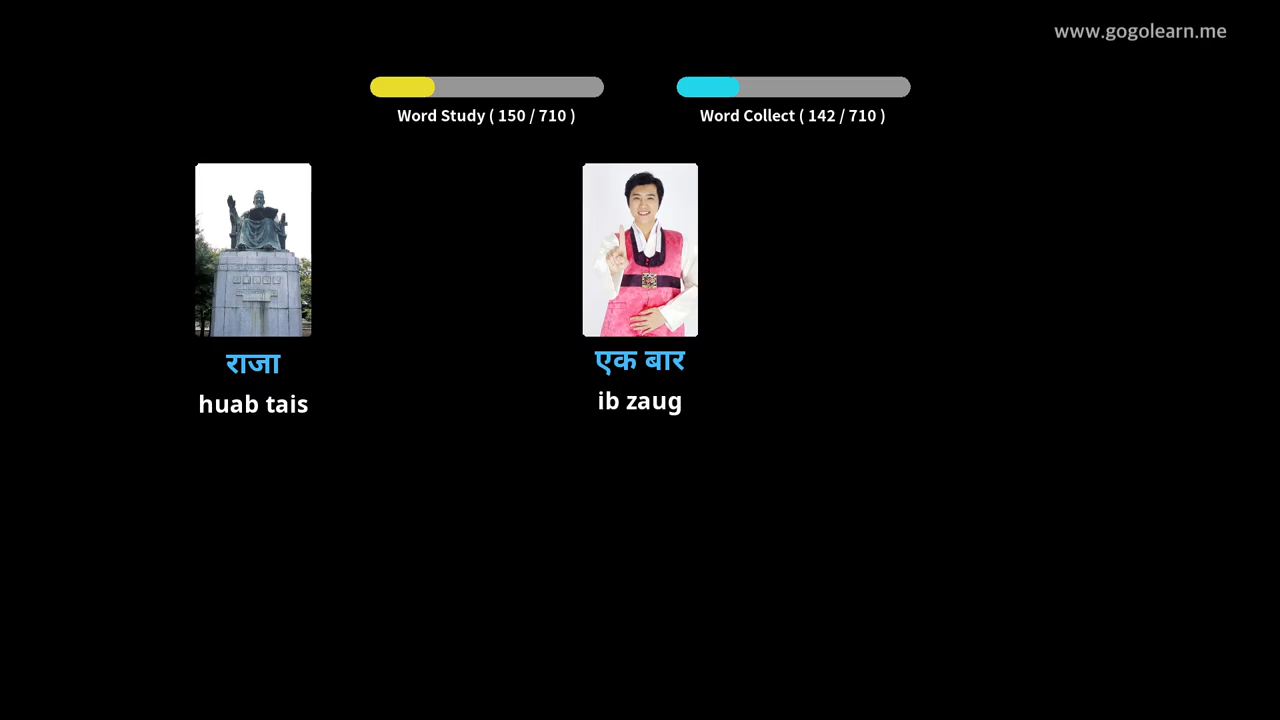 www.gogolearn.me
Word Study ( 150 / 710 )
Word Collect ( 142 / 710 )
राजा
huab tais
एक बार
ib zaug